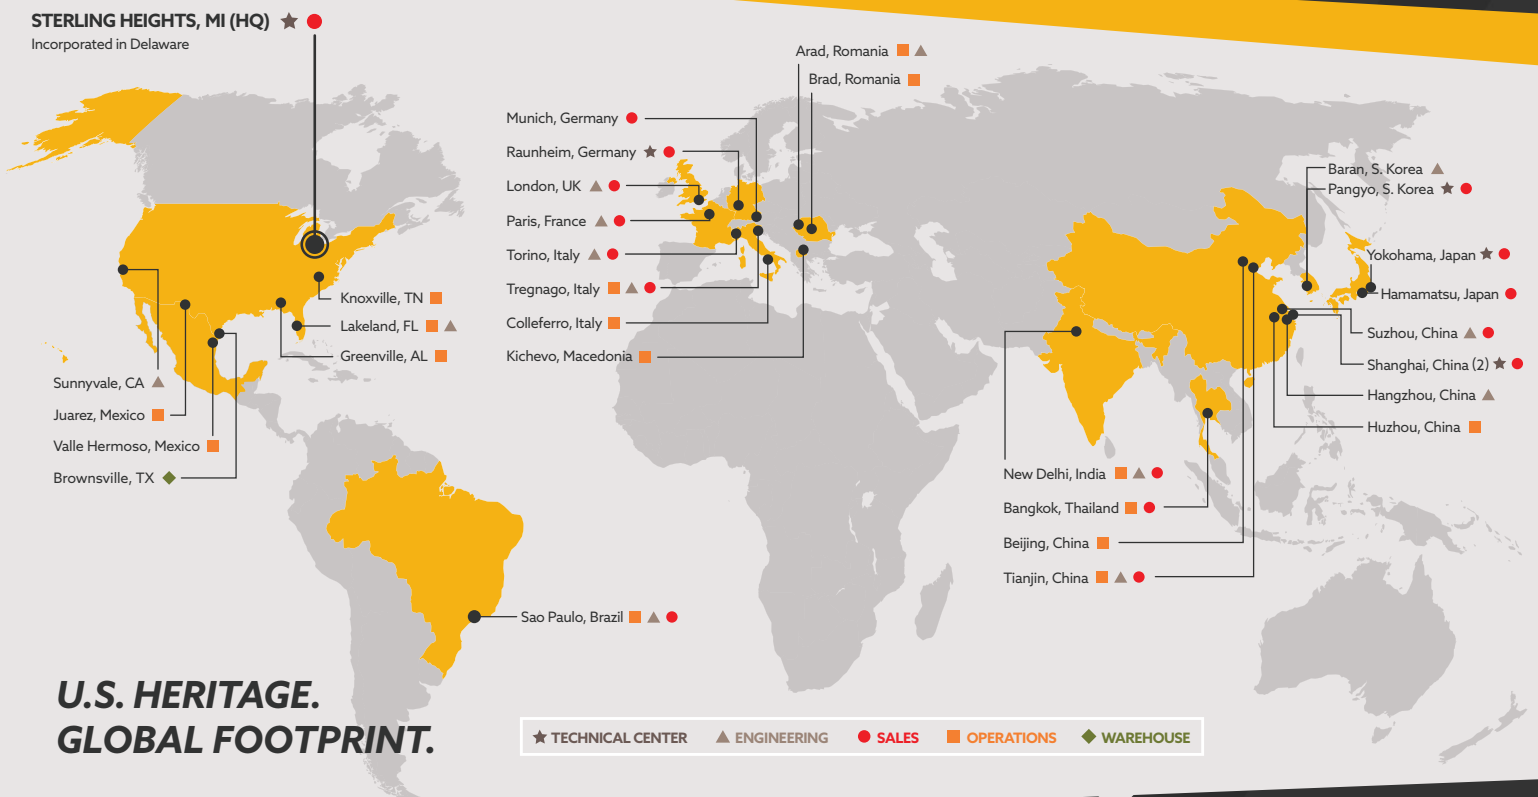 STERLING HEIGHTS, MI (HQ)
Incorporated in Delaware
Arad, Romania
Brad, Romania
Munich, Germany
Raunheim, Germany
London, UK
Paris, France
Torino, Italy
Tregnago, Italy
Colleferro, Italy
Kichevo, Macedonia
Baran, S. Korea
Pangyo, S. Korea
Yokohama, Japan
Hamamatsu, Japan
Suzhou, China
Shanghai, China (2)
Hangzhou, China
Huzhou, China
Knoxville, TN
Lakeland, FL
Greenville, AL
Sunnyvale, CA
Juarez, Mexico
Valle Hermoso, Mexico
Brownsville, TX
New Delhi, India
Bangkok, Thailand
Beijing, China
Tianjin, China
Sao Paulo, Brazil
U.S. HERITAGE.
GLOBAL FOOTPRINT.
TECHNICAL CENTER ENGINEERING SALES OPERATIONS WAREHOUSE